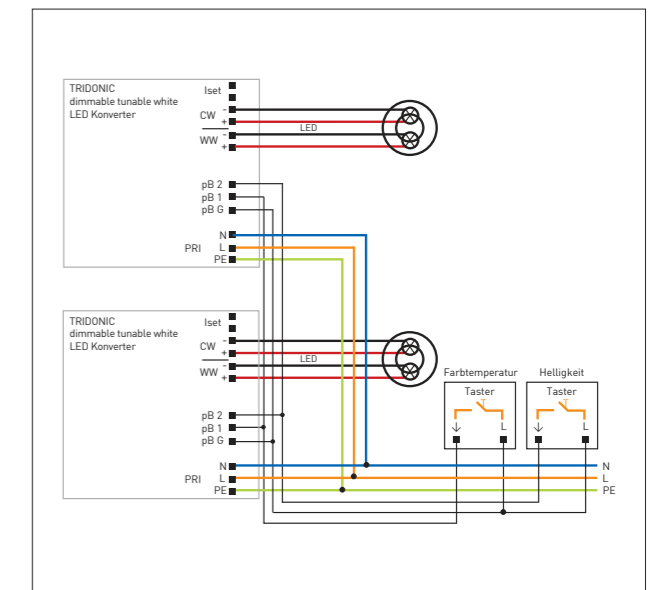 TRIDONIC
dimmable tunable white
LED Konverter
Iset
CW
-
+
LED
WW
-
+
pB 2
pB 1
pB G
PRI
N
L
PE
TRIDONIC
dimmable tunable white
LED Konverter
Iset
CW
-
+
LED
WW
-
+
pB 2
pB 1
pB G
PRI
N
L
PE
Farbtemperatur
Taster
↓ L
Helligkeit
Taster
↓ L
N
L
PE